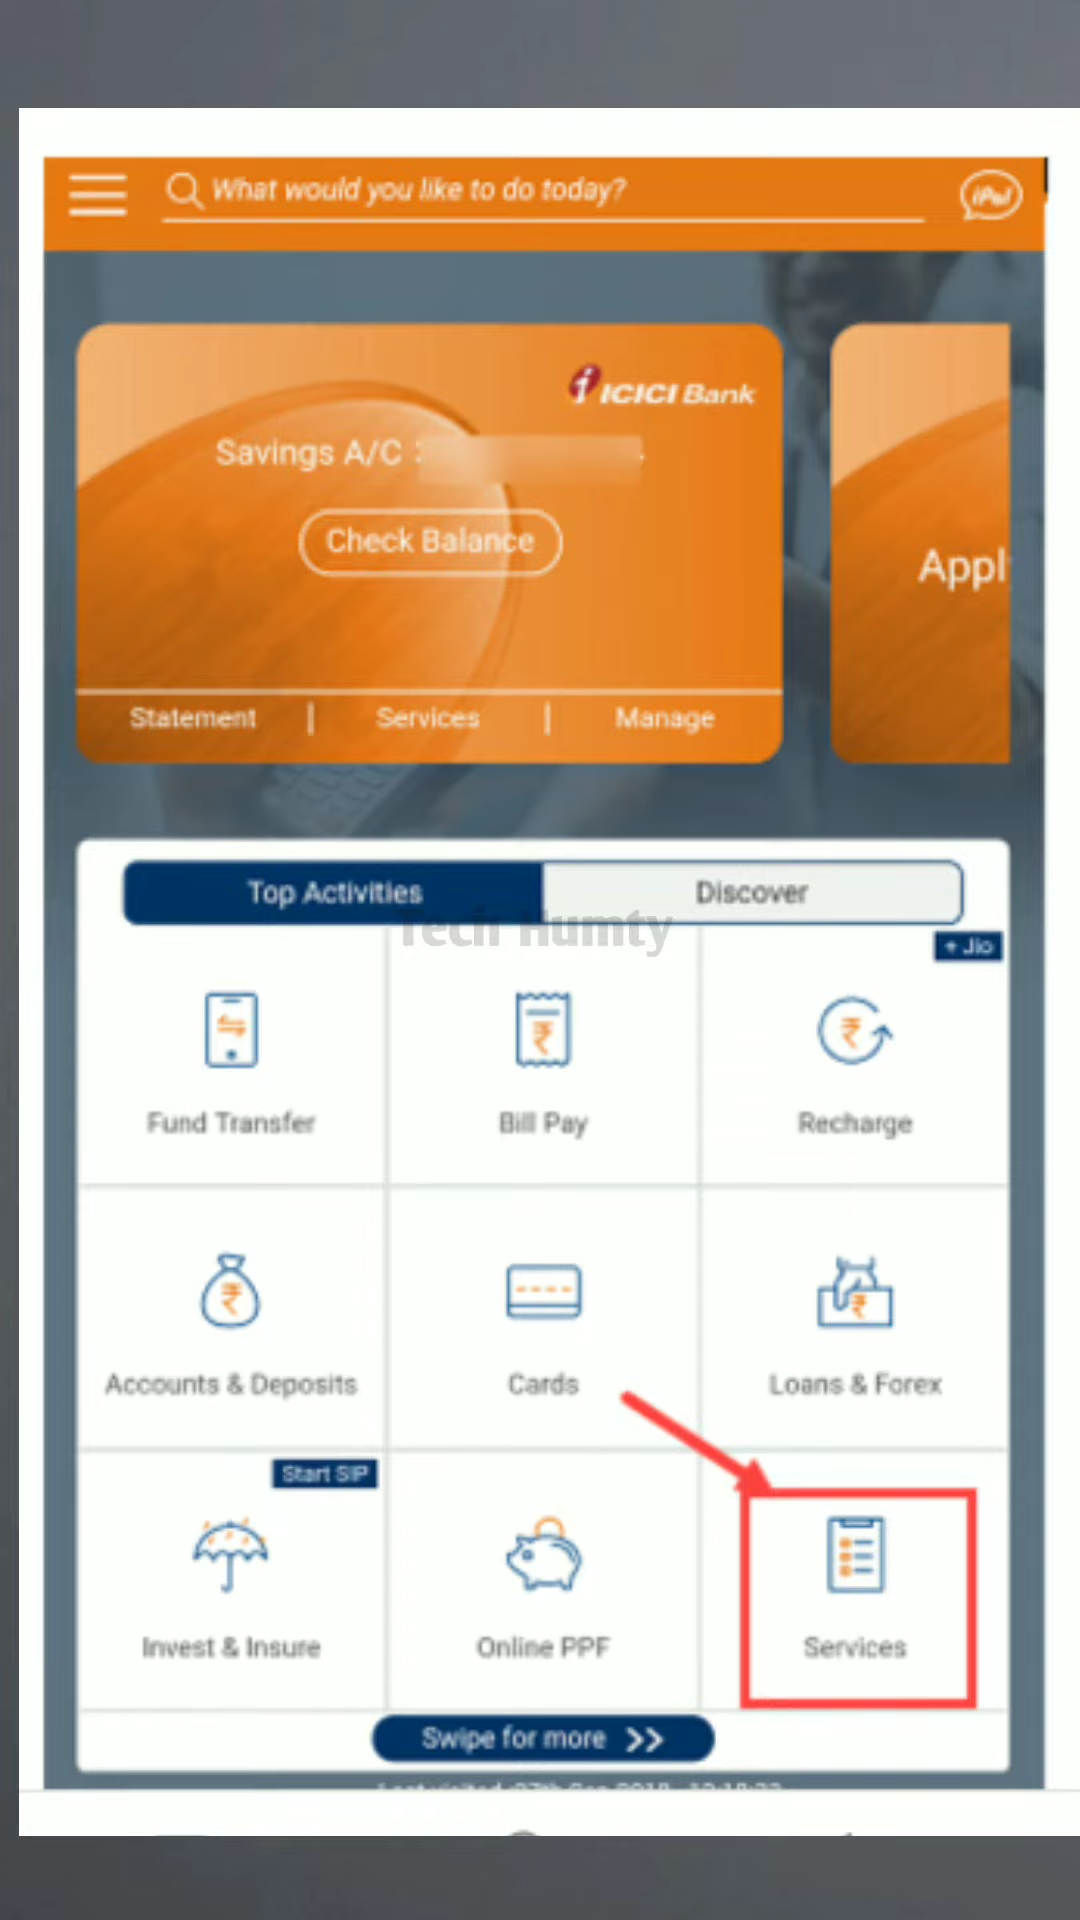 What would you like to do today?
iPal
ICICI Bank
Savings A/C :
Check Balance
Appl
Statement | Services | Manage
Top Activities
Discover
Tech Humty
+ Jio
Fund Transfer
Bill Pay
Recharge
Accounts & Deposits
Cards
Loans & Forex
Start SIP
Invest & Insure
Online PPF
Services
Swipe for more >>